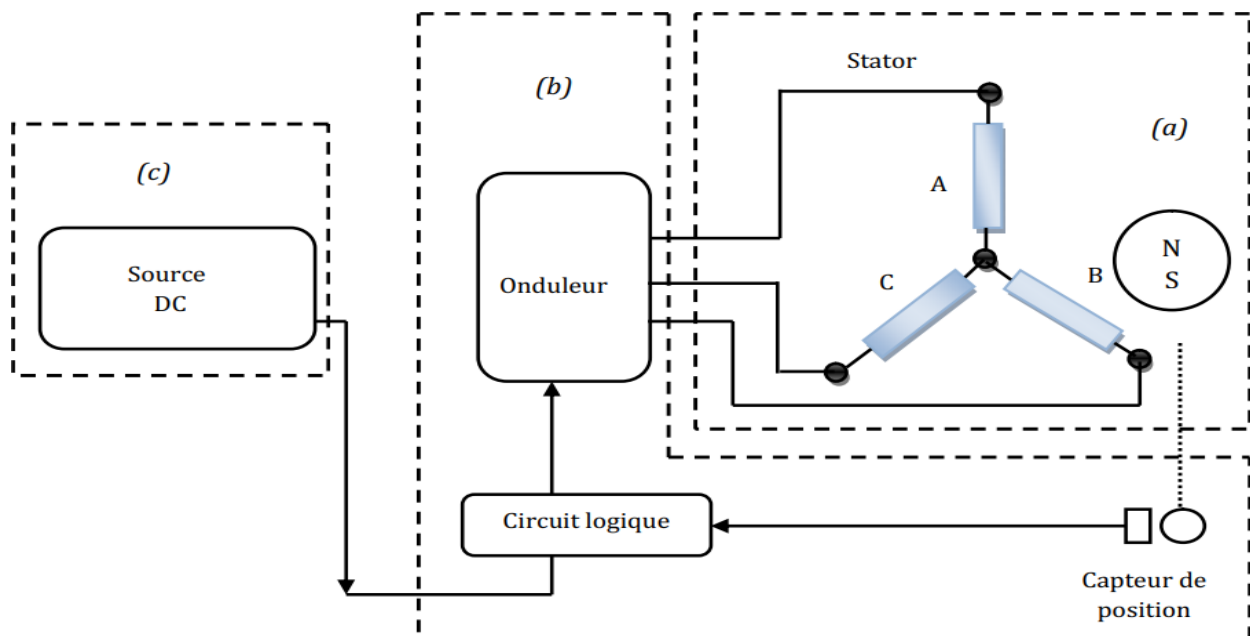 (c)
Source
DC
(b)
Onduleur
Circuit logique
Stator
(a)
A
B
C
N
S
Capteur de
position